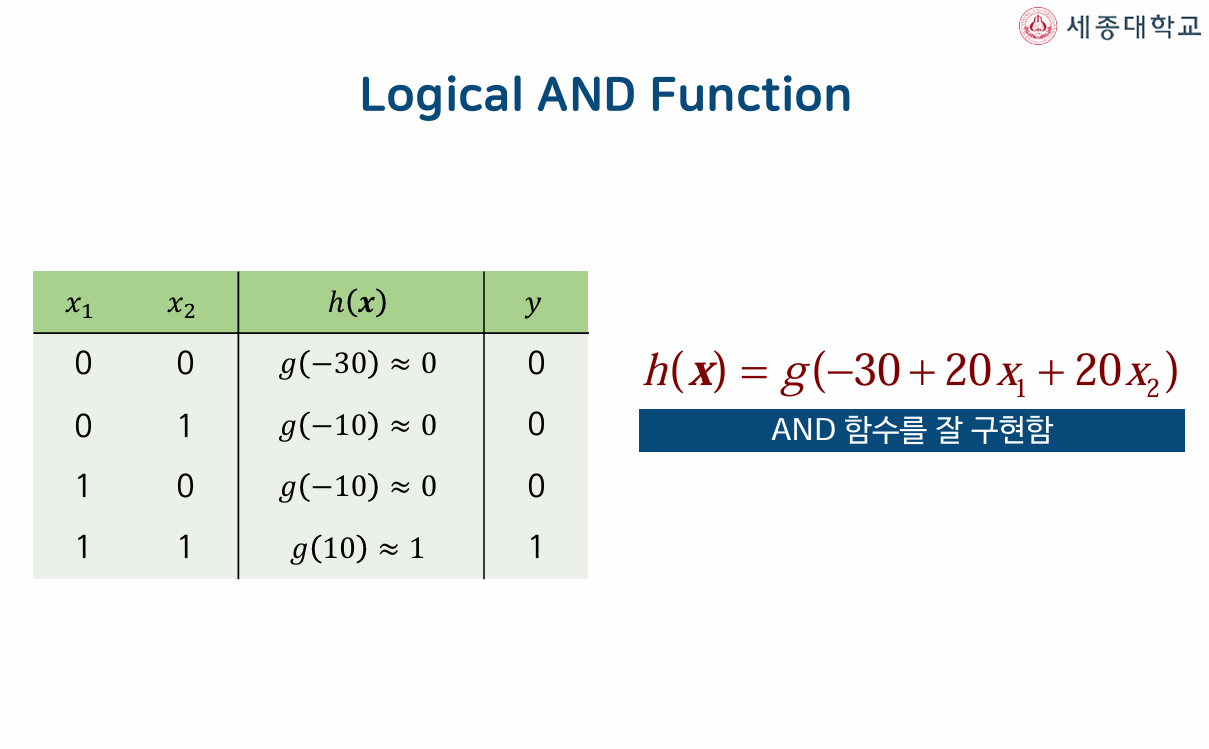 세종대학교
Logical AND Function
x₁ x₂ h(x) y
0 0 g(−30) ≈ 0 0
0 1 g(−10) ≈ 0 0
1 0 g(−10) ≈ 0 0
1 1 g(10) ≈ 1 1
h(x) = g(−30 + 20x₁ + 20x₂)
AND 함수를 잘 구현함